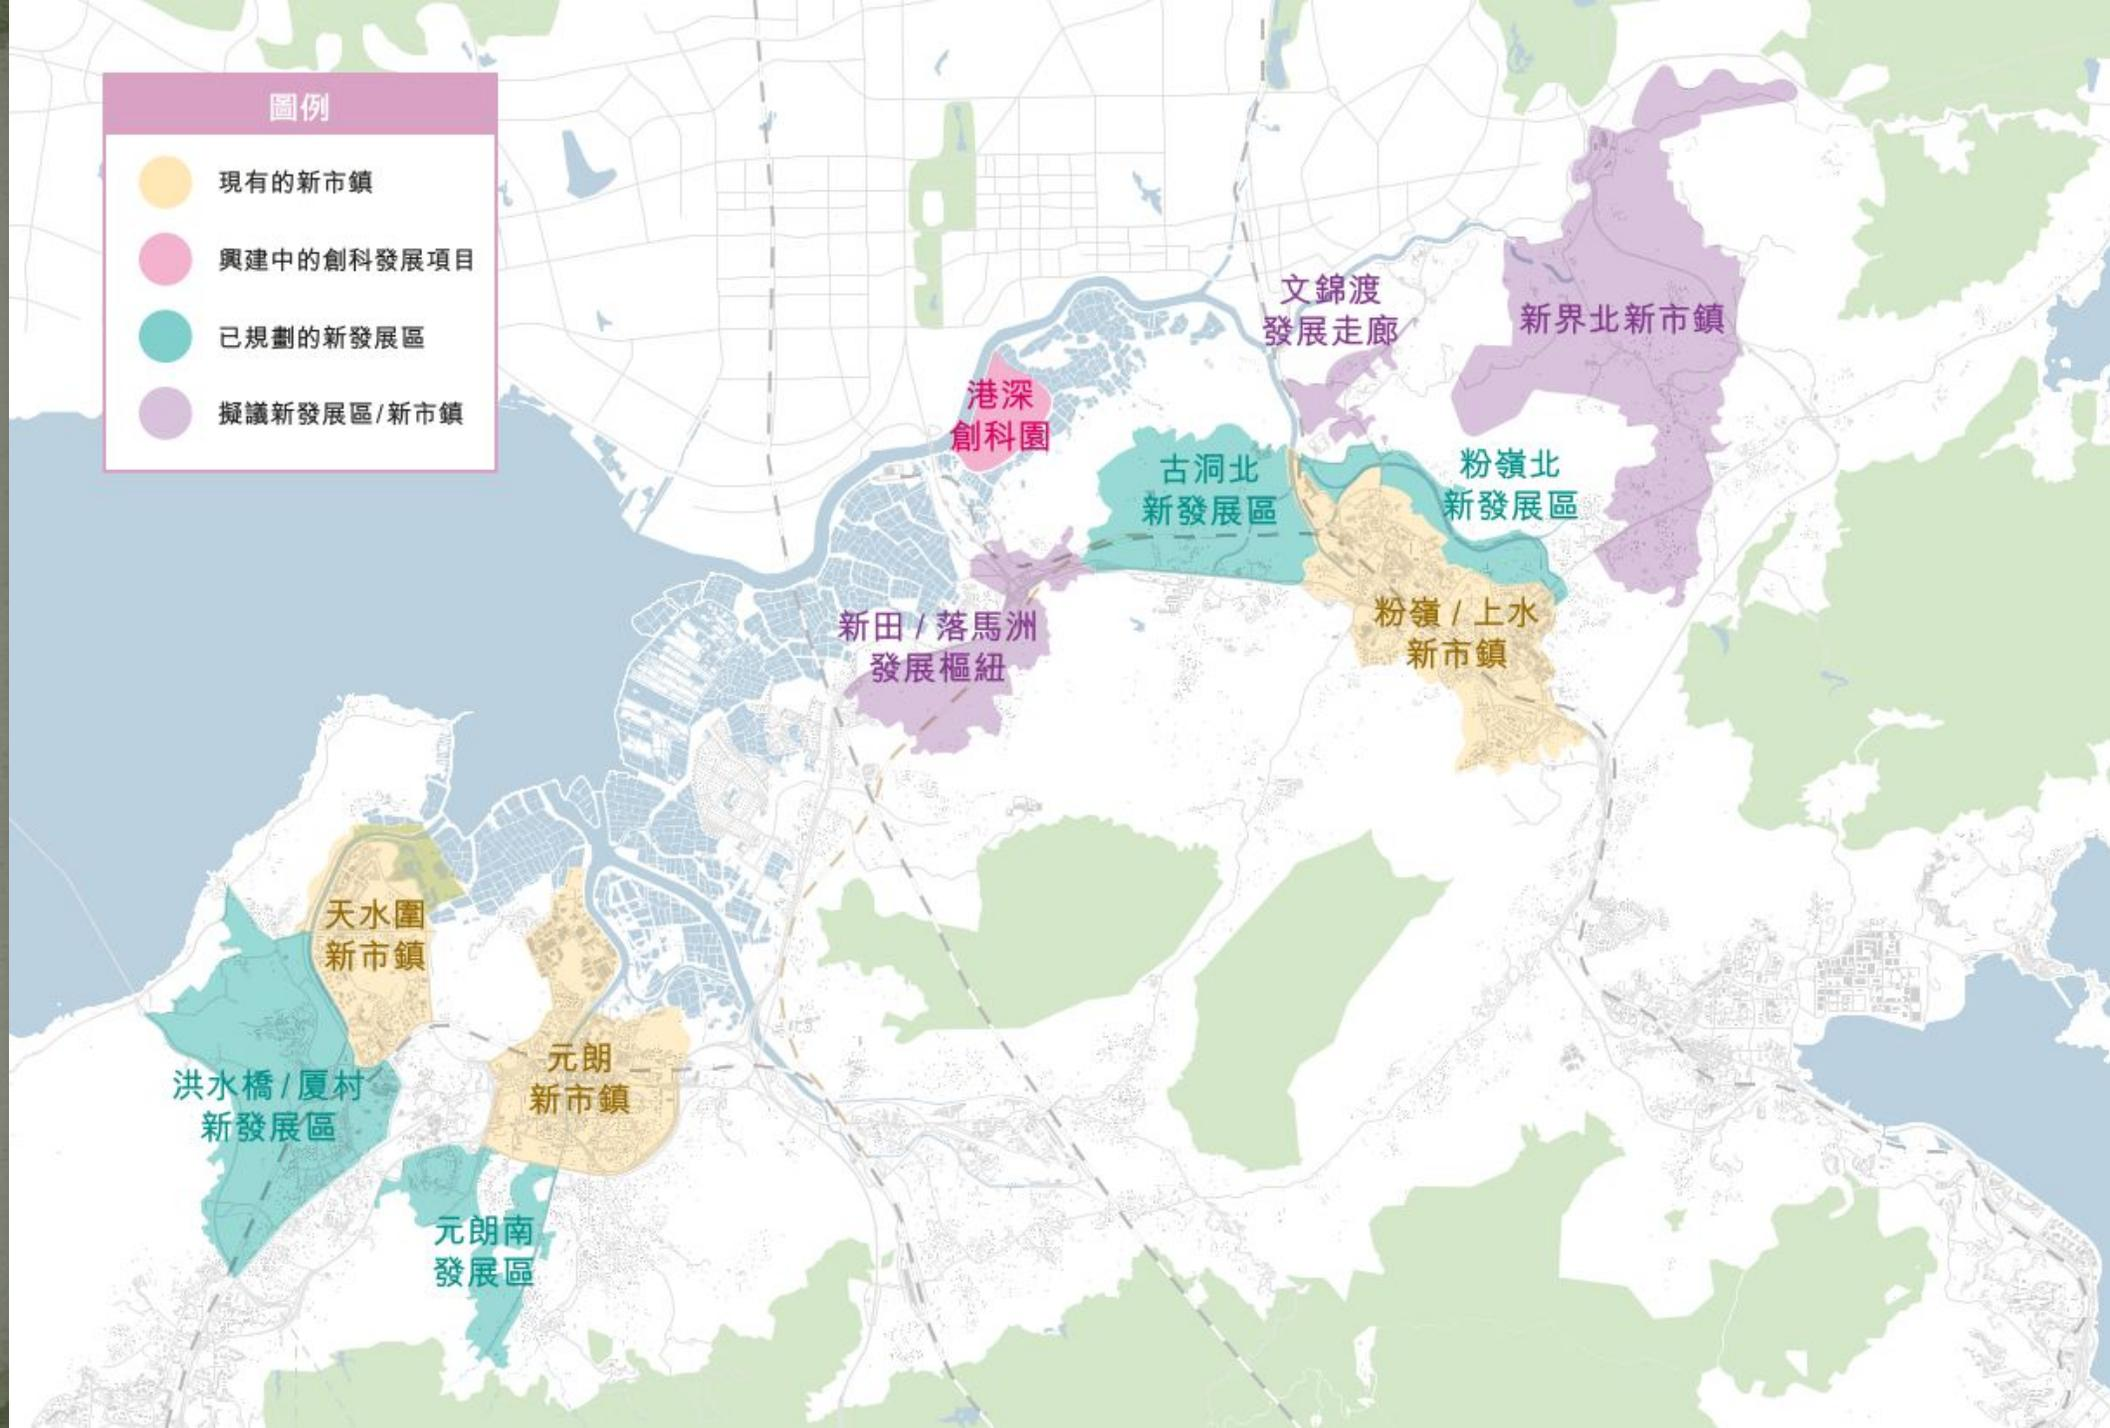 圖例
現有的新市鎮
興建中的創科發展項目
已規劃的新發展區
擬議新發展區/新市鎮
文錦渡
發展走廊
新界北新市鎮
港深
創科園
古洞北
新發展區
粉嶺北
新發展區
新田/落馬洲
發展樞紐
粉嶺/上水
新市鎮
天水圍
新市鎮
元朗
新市鎮
洪水橋/厦村
新發展區
元朗南
發展區